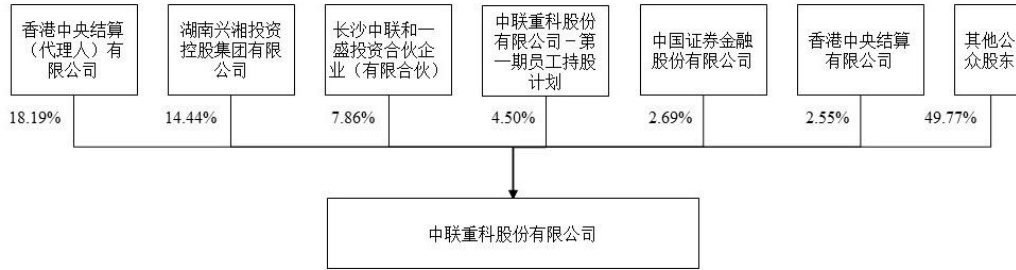 香港中央结算
（代理人）有
限公司
湖南兴湘投资
控股集团有限
公司
长沙中联和一
盛投资合伙企
业（有限合伙）
中联重科股份
有限公司－第
一期员工持股
计划
中国证券金融
股份有限公司
香港中央结算
有限公司
其他公
众股东
18.19%
14.44%
7.86%
4.50%
2.69%
2.55%
49.77%
中联重科股份有限公司